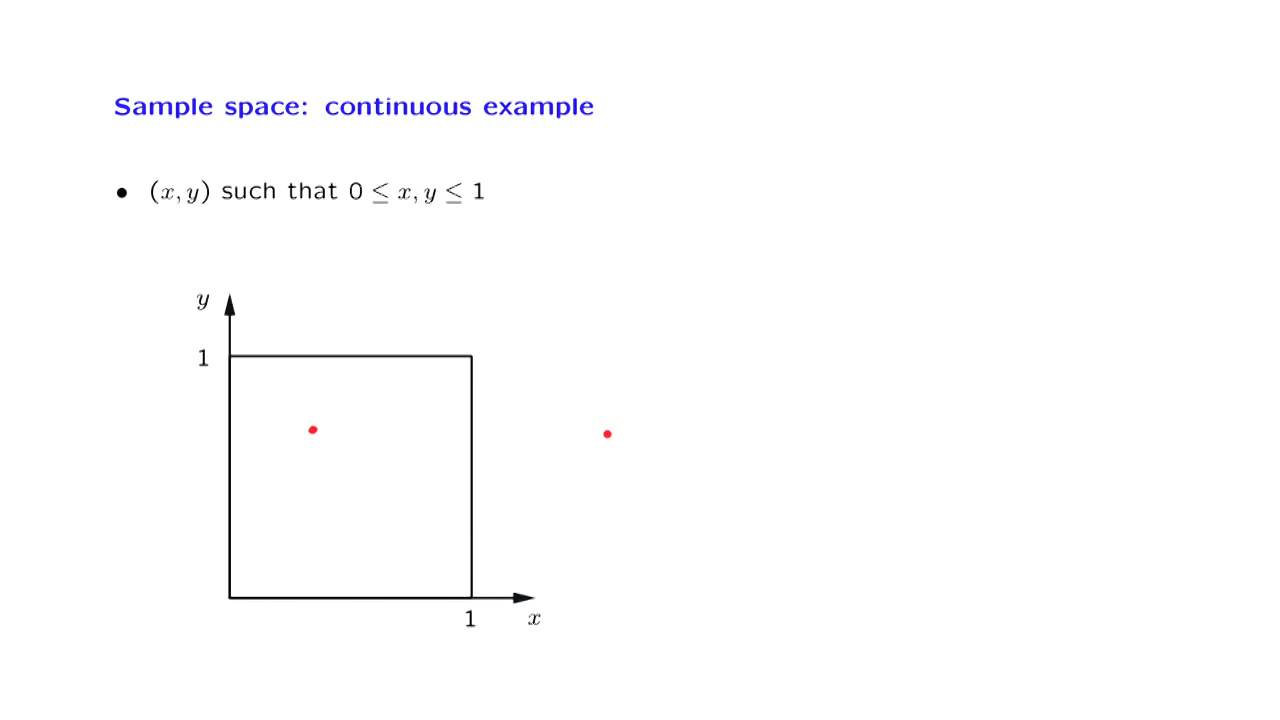 Sample space: continuous example
• (x, y) such that 0 ≤ x, y ≤ 1
y
1
1
x